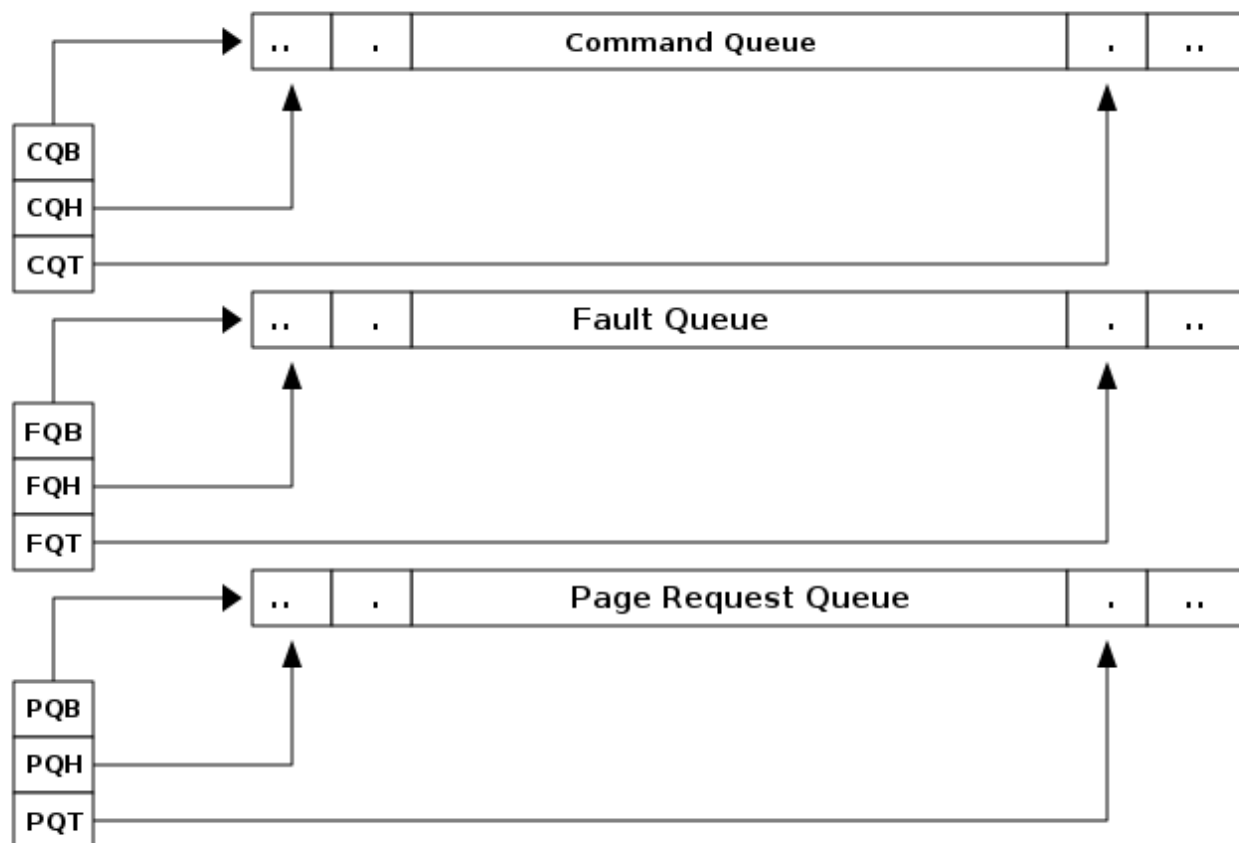 .. . Command Queue . ..
CQB
CQH
CQT
.. . Fault Queue . ..
FQB
FQH
FQT
.. . Page Request Queue . ..
PQB
PQH
PQT